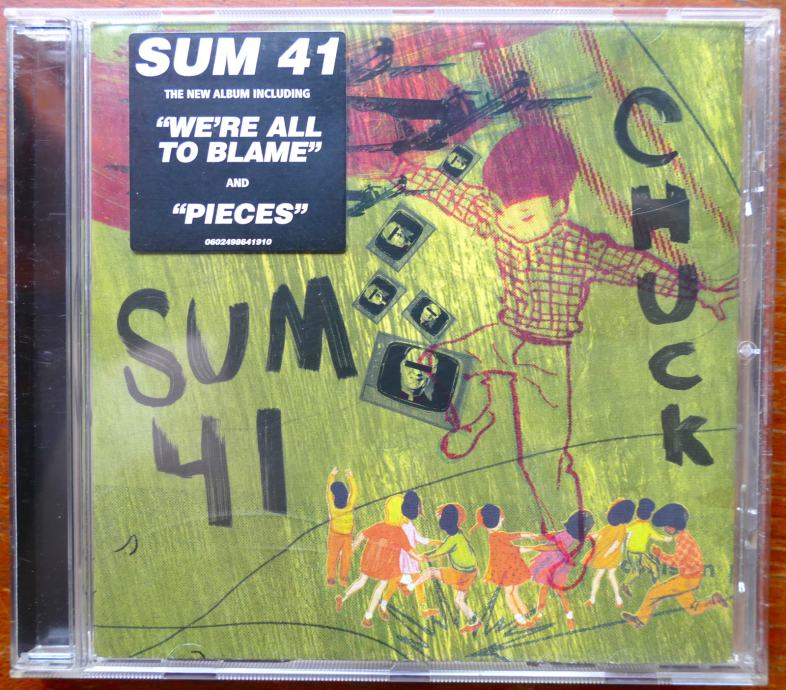 SUM 41
THE NEW ALBUM INCLUDING
"WE'RE ALL
TO BLAME"
AND
"PIECES"
0602498641910
SUM
41
CHUCK